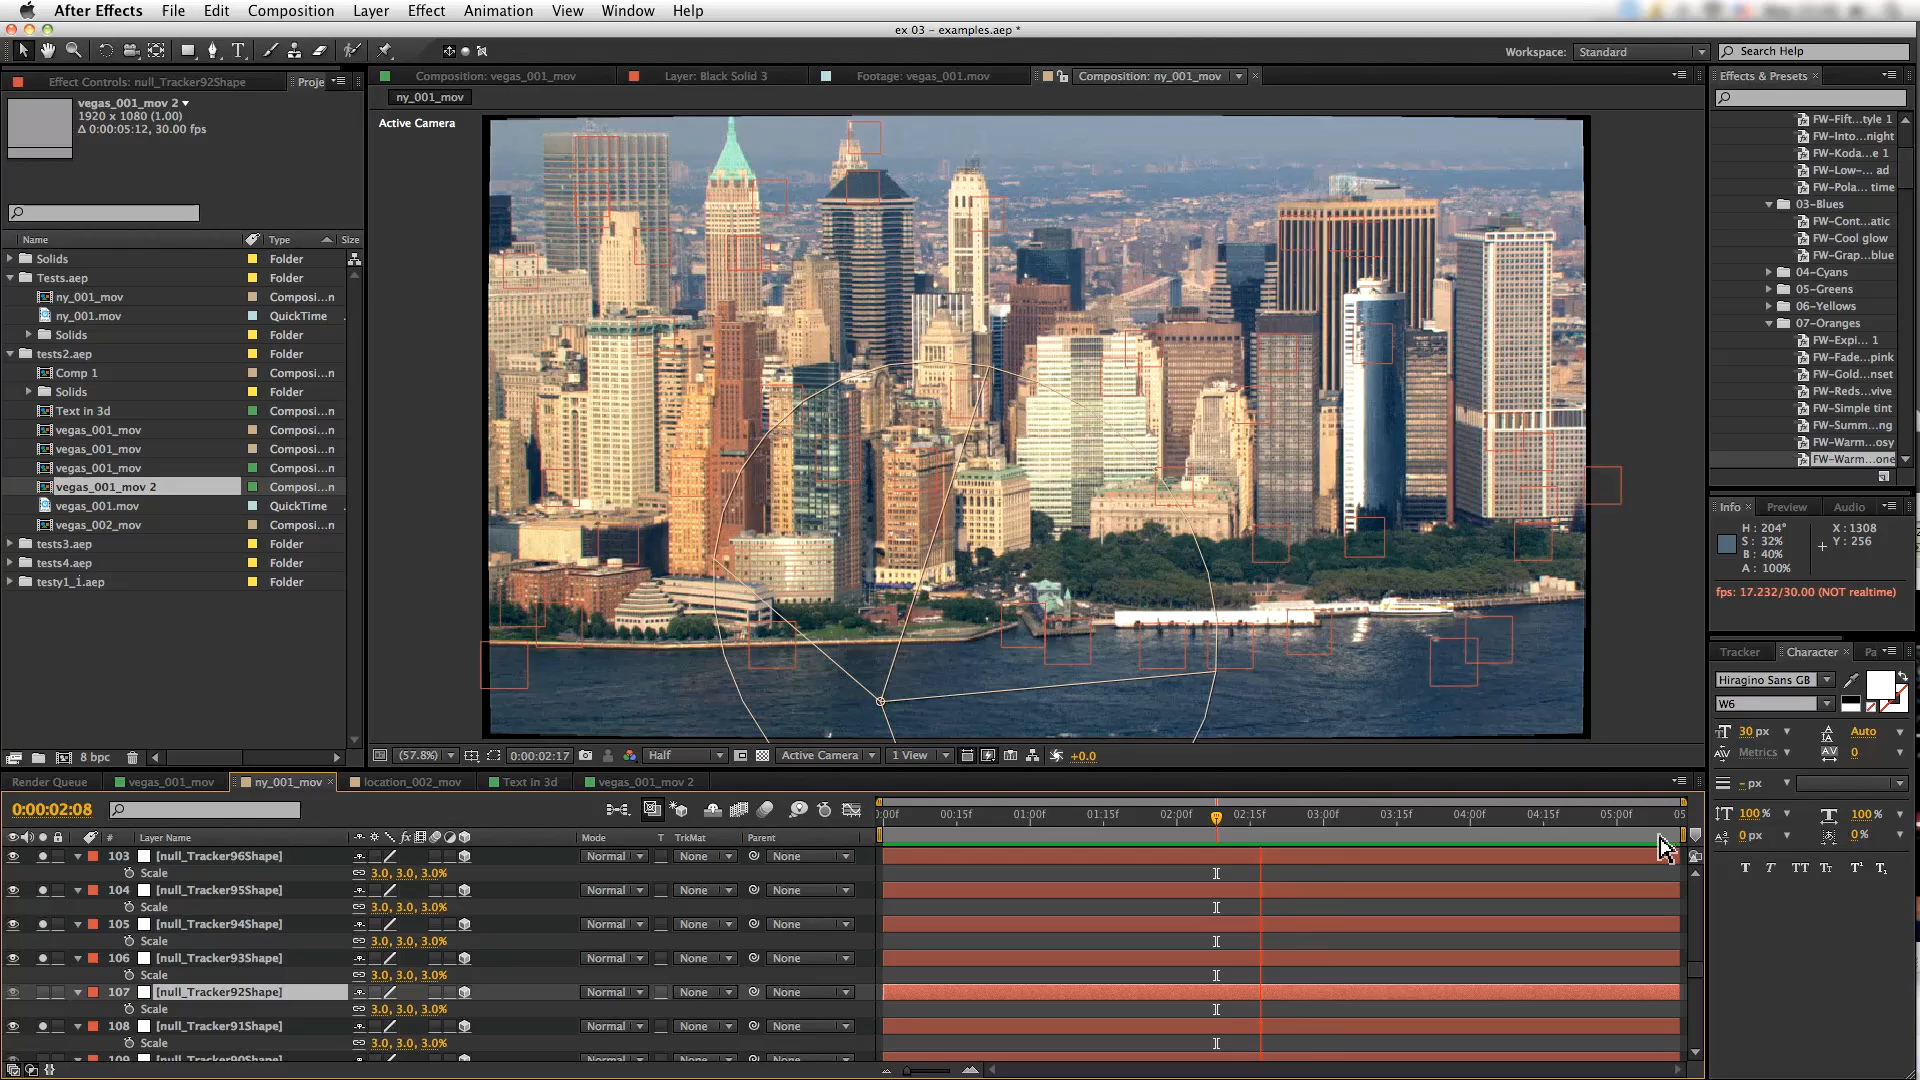 After Effects File Edit Composition Layer Effect Animation View Window Help
ex 03 – examples.aep *
Workspace: Standard
Search Help
Effect Controls: null_Tracker92Shape
Proje
vegas_001_mov 2
1920 x 1080 (1.00)
Δ 0:00:05:12, 30.00 fps
Name Type Size
Solids Folder
Tests.aep Folder
ny_001_mov Composi...n
ny_001.mov QuickTime
Solids Folder
tests2.aep Folder
Comp 1 Composi...n
Solids Folder
Text in 3d Composi...n
vegas_001_mov Composi...n
vegas_001_mov Composi...n
vegas_001_mov Composi...n
vegas_001_mov 2 Composi...n
vegas_001.mov QuickTime
vegas_002_mov Composi...n
tests3.aep Folder
tests4.aep Folder
testy1_1.aep Folder
8 bpc
Composition: vegas_001_mov
Layer: Black Solid 3
Footage: vegas_001.mov
Composition: ny_001_mov
ny_001_mov
Active Camera
(57.8%)
0:00:02:17
Half
Active Camera
1 View
+0.0
Effects & Presets
FW-Fift...tyle 1
FW-Into...night
FW-Koda...e 1
FW-Low-... ad
FW-Pola... time
03-Blues
FW-Cont...atic
FW-Cool glow
FW-Grap...blue
04-Cyans
05-Greens
06-Yellows
07-Oranges
FW-Expi... 1
FW-Fade...pink
FW-Gold...nset
FW-Reds...vive
FW-Simple tint
FW-Summ...ng
FW-Warm...osy
FW-Warm...one
Info Preview Audio
H : 204°
S : 32%
B : 40%
A : 100%
X : 1308
Y : 256
fps: 17.232/30.00 (NOT realtime)
Tracker Character Pa
Hiragino Sans GB
W6
30 px
Auto
Metrics
0
- px
100 %
100 %
0 px
0 %
T T TT Tt T¹ T₁
Render Queue
vegas_001_mov
ny_001_mov
location_002_mov
Text in 3d
vegas_001_mov 2
0:00:02:08
):00f 00:15f 01:00f 01:15f 02:00f 02:15f 03:00f 03:15f 04:00f 04:15f 05:00f 05
# Layer Name Mode T TrkMat Parent
103 [null_Tracker96Shape] Normal None None
Scale 3.0, 3.0, 3.0%
104 [null_Tracker95Shape] Normal None None
Scale 3.0, 3.0, 3.0%
105 [null_Tracker94Shape] Normal None None
Scale 3.0, 3.0, 3.0%
106 [null_Tracker93Shape] Normal None None
Scale 3.0, 3.0, 3.0%
107 [null_Tracker92Shape] Normal None None
Scale 3.0, 3.0, 3.0%
108 [null_Tracker91Shape] Normal None None
Scale 3.0, 3.0, 3.0%
109 [null_Tracker90Shape] Normal None None